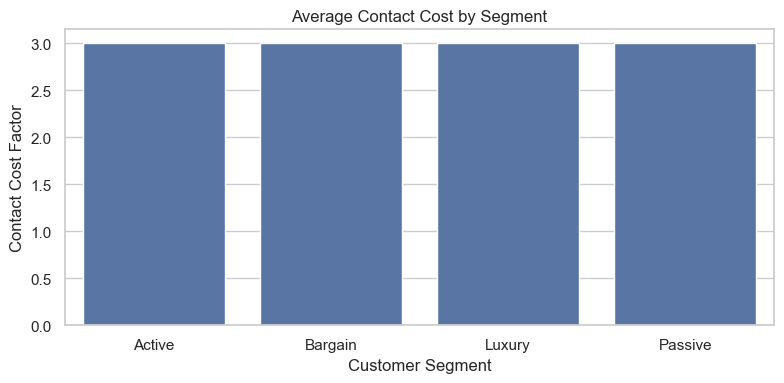 Average Contact Cost by Segment
Contact Cost Factor
3.0
2.5
2.0
1.5
1.0
0.5
0.0
Active Bargain Luxury Passive
Customer Segment